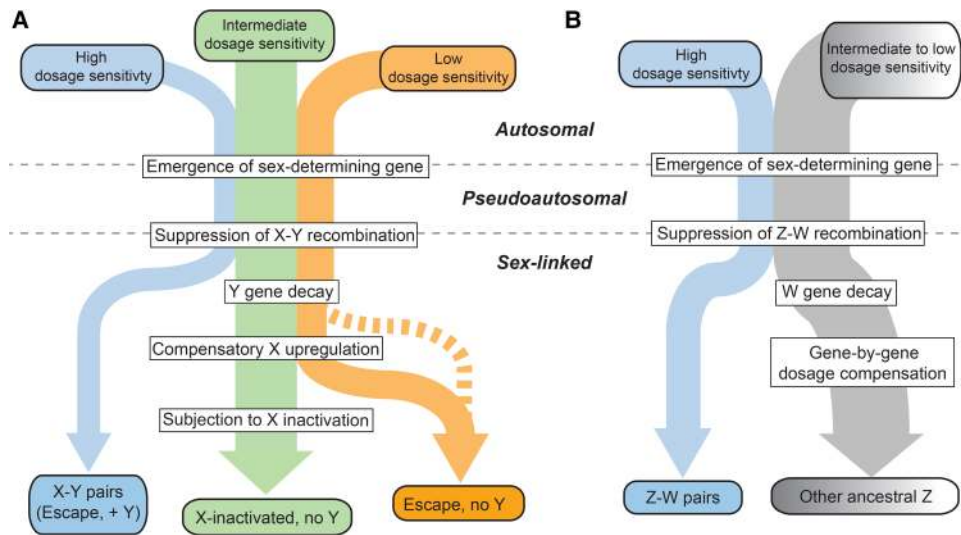 A
High
dosage sensitivty
Intermediate
dosage sensitivity
Low
dosage sensitivity
Autosomal
Emergence of sex-determining gene
Pseudoautosomal
Suppression of X-Y recombination
Sex-linked
Y gene decay
Compensatory X upregulation
Subjection to X inactivation
X-Y pairs
(Escape, + Y)
X-inactivated, no Y
Escape, no Y
B
High
dosage sensitivty
Intermediate to low
dosage sensitivity
Emergence of sex-determining gene
Suppression of Z-W recombination
W gene decay
Gene-by-gene
dosage compensation
Z-W pairs
Other ancestral Z